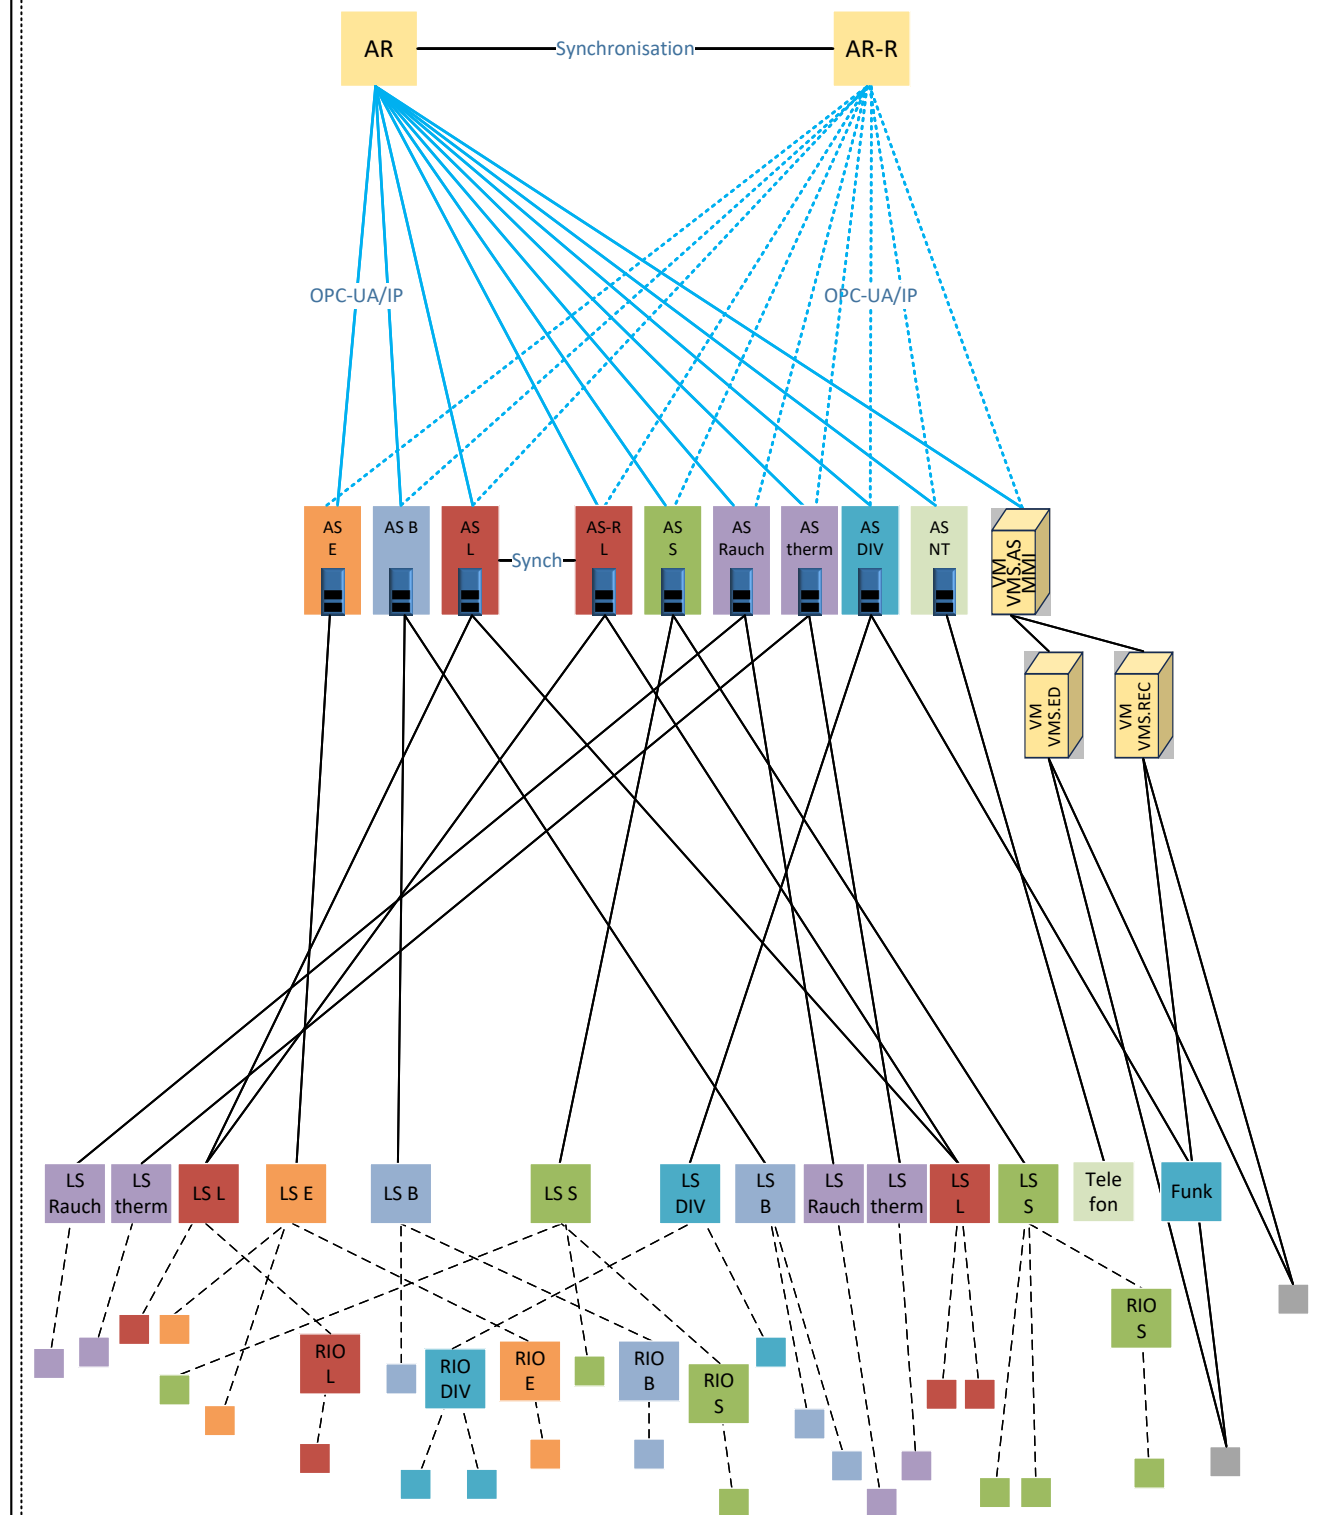 AR
Synchronisation
AR-R
OPC-UA/IP
OPC-UA/IP
AS
E
AS B
AS
L
Synch
AS-R
L
AS
S
AS
Rauch
AS
therm
AS
DIV
AS
NT
VM
VMS.AS
MMI
VM
VMS.ED
VM
VMS.REC
LS
Rauch
LS
therm
LS L
LS E
LS B
LS S
LS
DIV
LS
B
LS
Rauch
LS
therm
LS
L
LS
S
Tele
fon
Funk
RIO
L
RIO
DIV
RIO
E
RIO
B
RIO
S
RIO
S